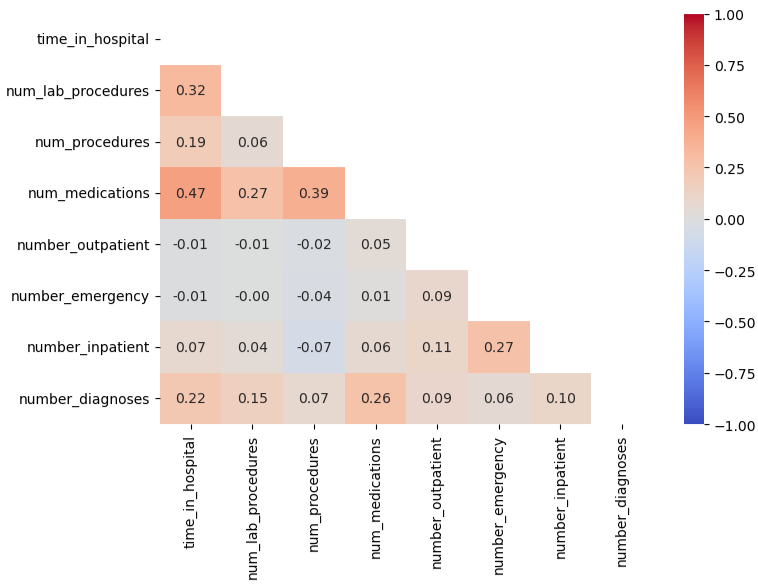 time_in_hospital
num_lab_procedures 0.32
num_procedures 0.19 0.06
num_medications 0.47 0.27 0.39
number_outpatient -0.01 -0.01 -0.02 0.05
number_emergency -0.01 -0.00 -0.04 0.01 0.09
number_inpatient 0.07 0.04 -0.07 0.06 0.11 0.27
number_diagnoses 0.22 0.15 0.07 0.26 0.09 0.06 0.10
time_in_hospital
num_lab_procedures
num_procedures
num_medications
number_outpatient
number_emergency
number_inpatient
number_diagnoses
1.00
0.75
0.50
0.25
0.00
−0.25
−0.50
−0.75
−1.00